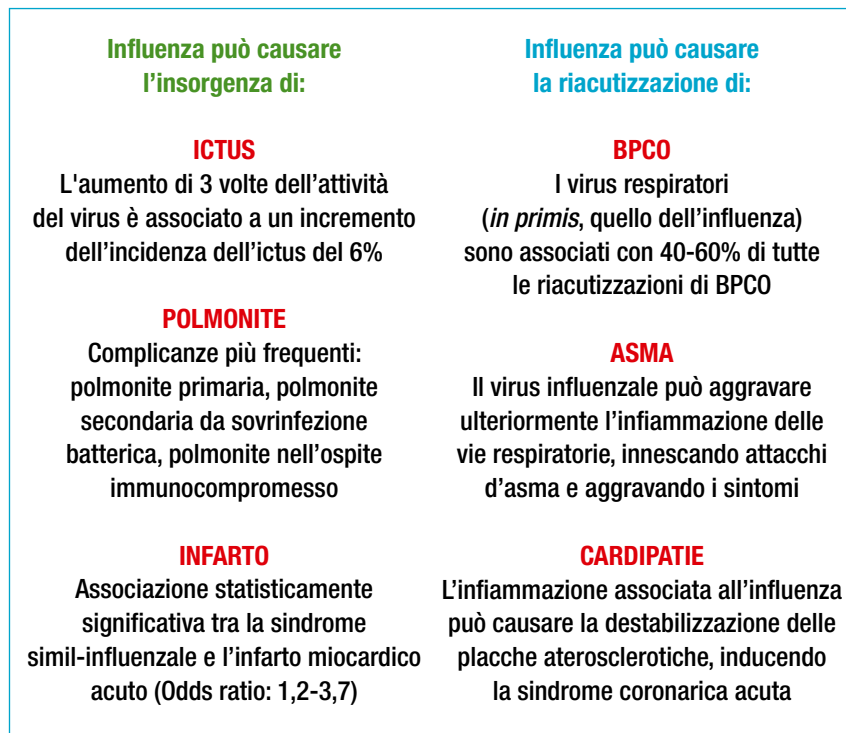 Influenza può causare
l’insorgenza di:
ICTUS
L'aumento di 3 volte dell’attività
del virus è associato a un incremento
dell’incidenza dell’ictus del 6%
POLMONITE
Complicanze più frequenti:
polmonite primaria, polmonite
secondaria da sovrinfezione
batterica, polmonite nell’ospite
immunocompromesso
INFARTO
Associazione statisticamente
significativa tra la sindrome
simil-influenzale e l’infarto miocardico
acuto (Odds ratio: 1,2-3,7)
Influenza può causare
la riacutizzazione di:
BPCO
I virus respiratori
(in primis, quello dell’influenza)
sono associati con 40-60% di tutte
le riacutizzazioni di BPCO
ASMA
Il virus influenzale può aggravare
ulteriormente l’infiammazione delle
vie respiratorie, innescando attacchi
d’asma e aggravando i sintomi
CARDIPATIE
L’infiammazione associata all’influenza
può causare la destabilizzazione delle
placche aterosclerotiche, inducendo
la sindrome coronarica acuta